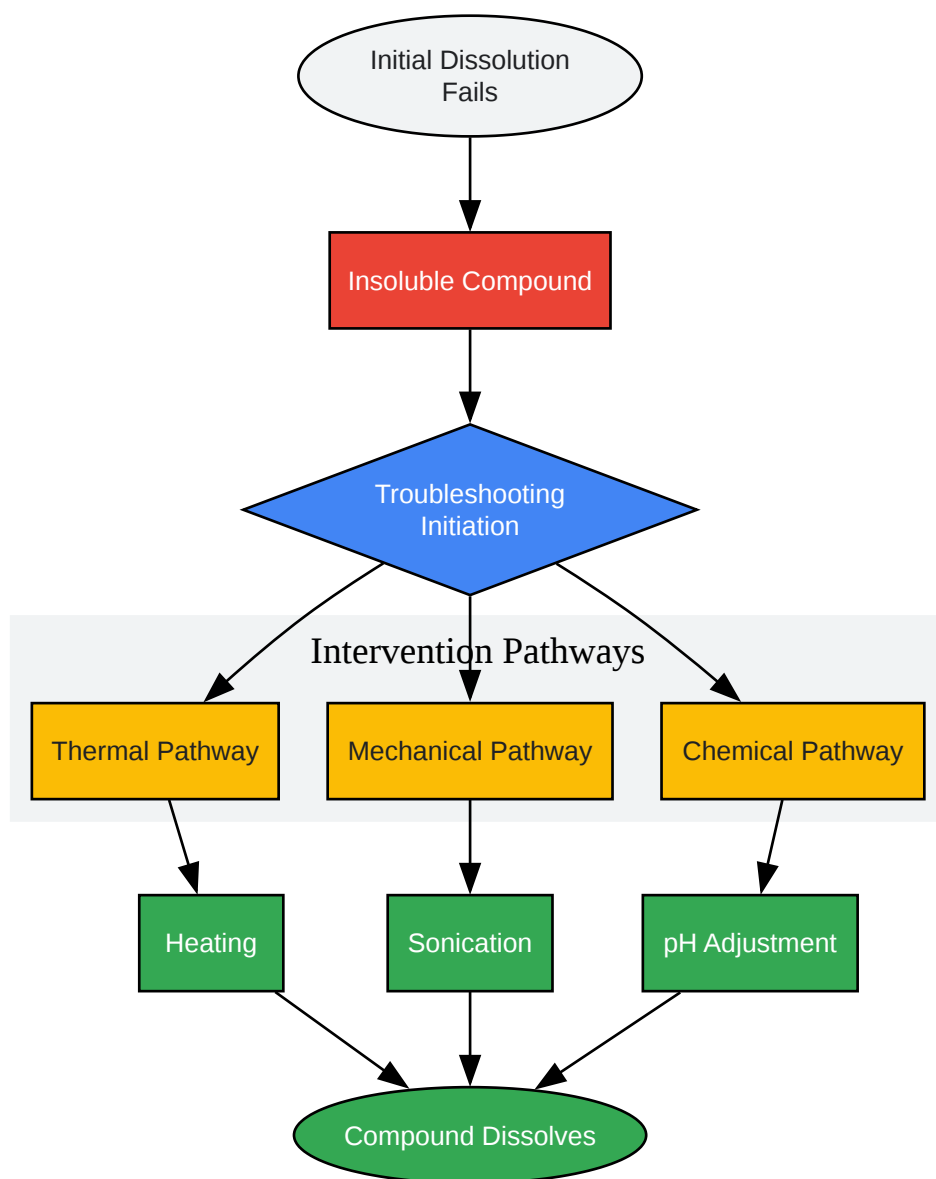 Initial Dissolution
Fails
Insoluble Compound
Troubleshooting
Initiation
Intervention Pathways
Thermal Pathway
Mechanical Pathway
Chemical Pathway
Heating
Sonication
pH Adjustment
Compound Dissolves